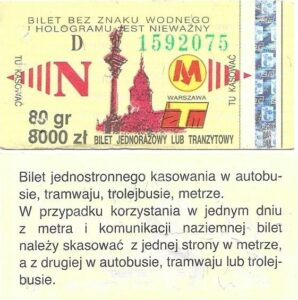 BILET BEZ ZNAKU WODNEGO
I HOLOGRAMU JEST NIEWAŻNY
D 1592075
TU KASOWAĆ
N
M
WARSZAWA
ZTM
80 gr
8000 zł
BILET JEDNORAZOWY LUB TRANZYTOWY
TU KASOWAĆ
Bilet jednostronnego kasowania w autobu-
sie, tramwaju, trolejbusie, metrze.
W przypadku korzystania w jednym dniu
z metra i komunikacji naziemnej bilet
należy skasować z jednej strony w metrze,
a z drugiej w autobusie, tramwaju lub trolej-
busie.